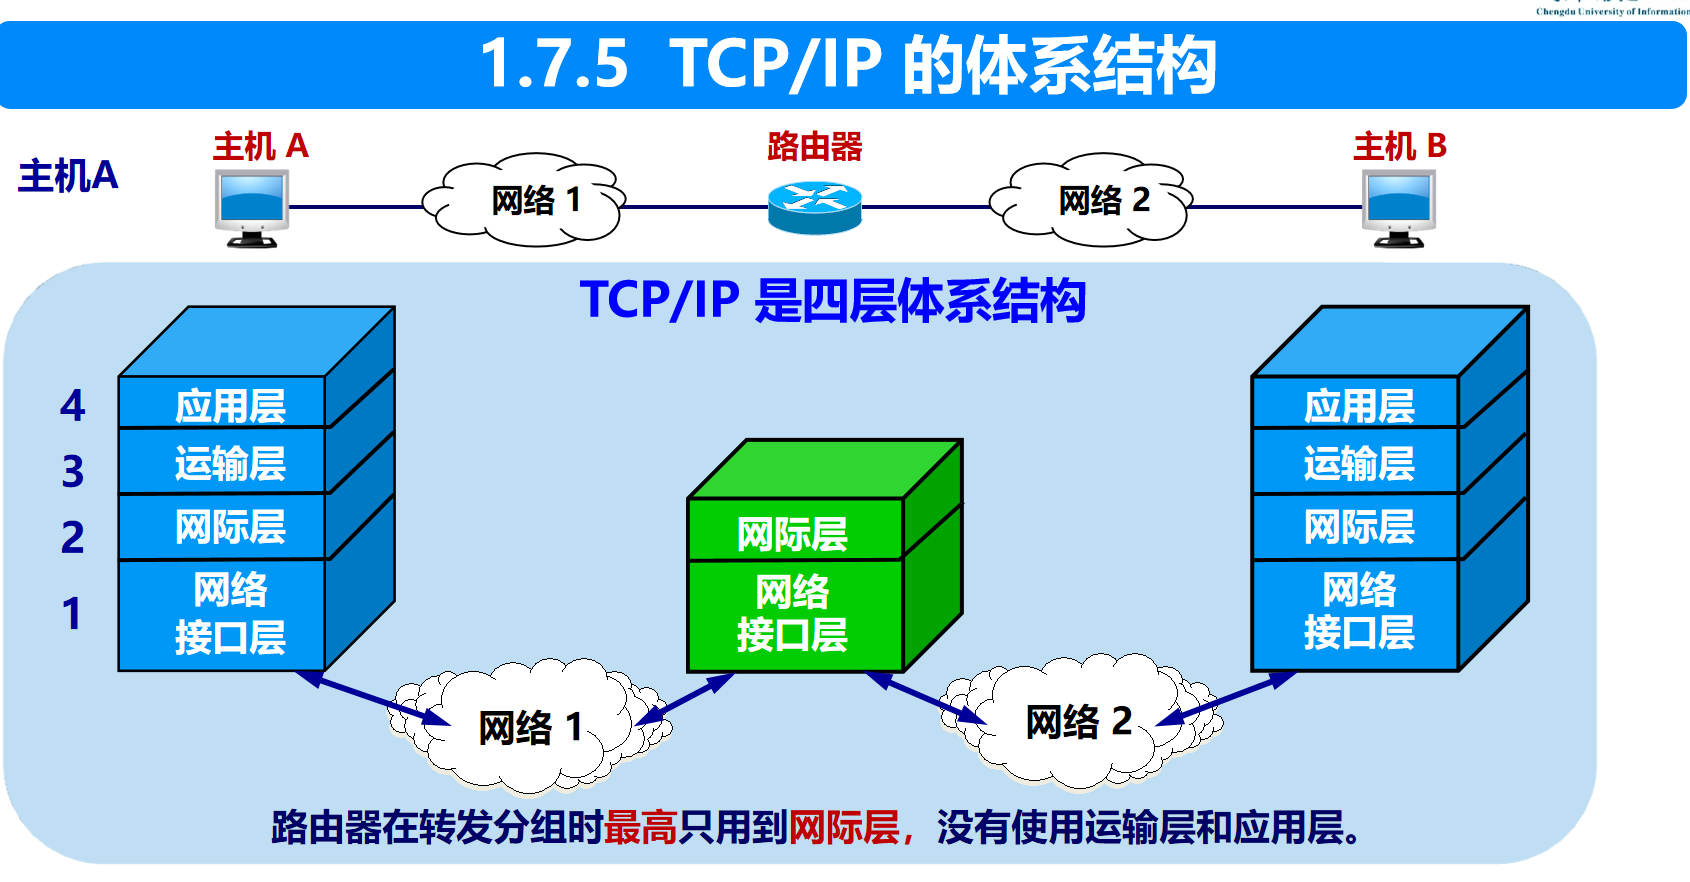 Chengdu University of Information
1.7.5 TCP/IP 的体系结构
主机A
主机 A
路由器
主机 B
网络 1
网络 2
TCP/IP 是四层体系结构
4
应用层
应用层
3
运输层
运输层
2
网际层
网际层
网际层
1
网络
接口层
网络
接口层
网络
接口层
网络 1
网络 2
路由器在转发分组时最高只用到网际层，没有使用运输层和应用层。